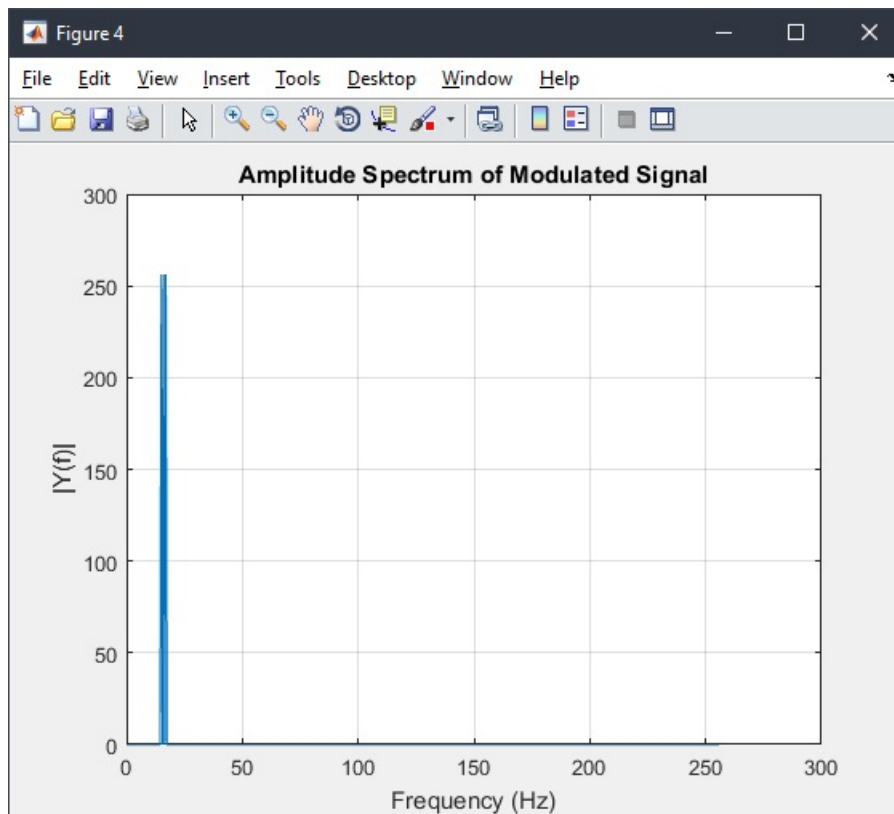 Figure 4
File Edit View Insert Tools Desktop Window Help
Amplitude Spectrum of Modulated Signal
300
250
200
150
100
50
0
|Y(f)|
0 50 100 150 200 250 300
Frequency (Hz)